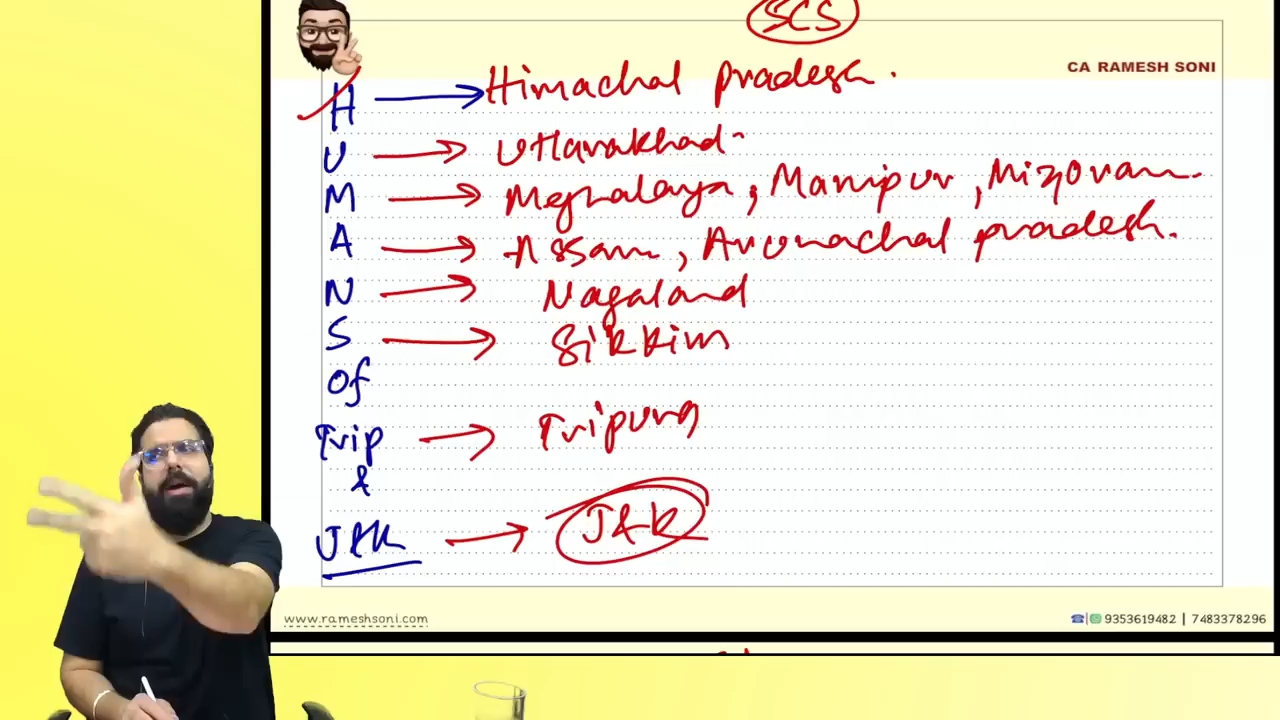 SCS
CA RAMESH SONI
H → Himachal pradesh.
U → Uttarakhad
M → Meghalaya, Manipur, Mizoram.
A → Assam, Arunachal pradesh.
N → Nagaland
S → Sikkim
Of
Trip → Tripura
&
J&K → J&K
www.rameshsoni.com
9353619482 | 7483378296